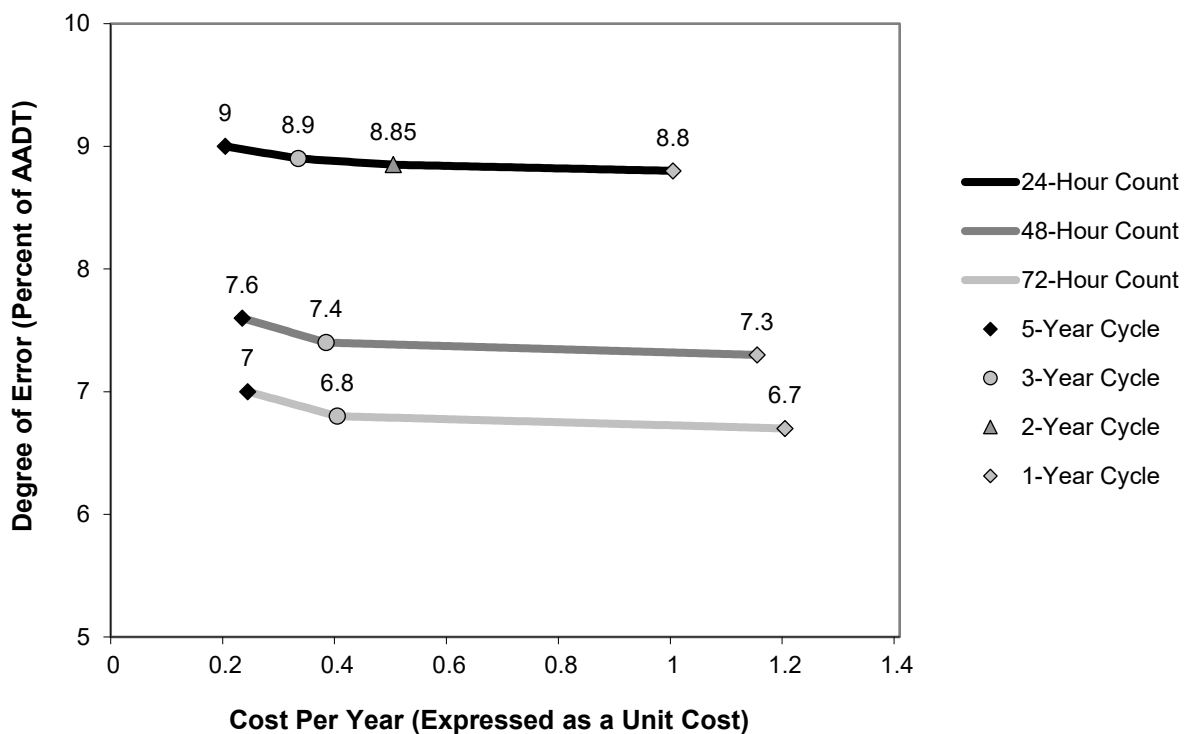 10
9
8
7
6
5
Degree of Error (Percent of AADT)
9
8.9
8.85
8.8
7.6
7.4
7.3
7
6.8
6.7
0
0.2
0.4
0.6
0.8
1
1.2
1.4
Cost Per Year (Expressed as a Unit Cost)
24-Hour Count
48-Hour Count
72-Hour Count
5-Year Cycle
3-Year Cycle
2-Year Cycle
1-Year Cycle